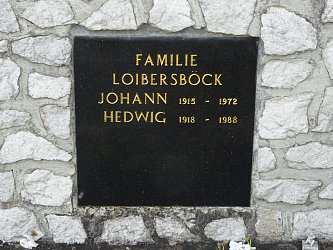 FAMILIE
LOIBERSBÖCK
JOHANN 1915 - 1972
HEDWIG 1918 - 1988